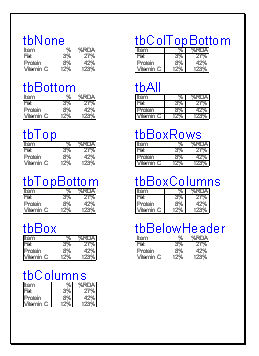 tbNone
Item % %RDA
Fat 3% 27%
Protein 8% 42%
Vitamin C 12% 123%
tbBottom
Item % %RDA
Fat 3% 27%
Protein 8% 42%
Vitamin C 12% 123%
tbTop
Item % %RDA
Fat 3% 27%
Protein 8% 42%
Vitamin C 12% 123%
tbTopBottom
Item % %RDA
Fat 3% 27%
Protein 8% 42%
Vitamin C 12% 123%
tbBox
Item % %RDA
Fat 3% 27%
Protein 8% 42%
Vitamin C 12% 123%
tbColumns
Item % %RDA
Fat 3% 27%
Protein 8% 42%
Vitamin C 12% 123%
tbColTopBottom
Item % %RDA
Fat 3% 27%
Protein 8% 42%
Vitamin C 12% 123%
tbAll
Item % %RDA
Fat 3% 27%
Protein 8% 42%
Vitamin C 12% 123%
tbBoxRows
Item % %RDA
Fat 3% 27%
Protein 8% 42%
Vitamin C 12% 123%
tbBoxColumns
Item % %RDA
Fat 3% 27%
Protein 8% 42%
Vitamin C 12% 123%
tbBelowHeader
Item % %RDA
Fat 3% 27%
Protein 8% 42%
Vitamin C 12% 123%